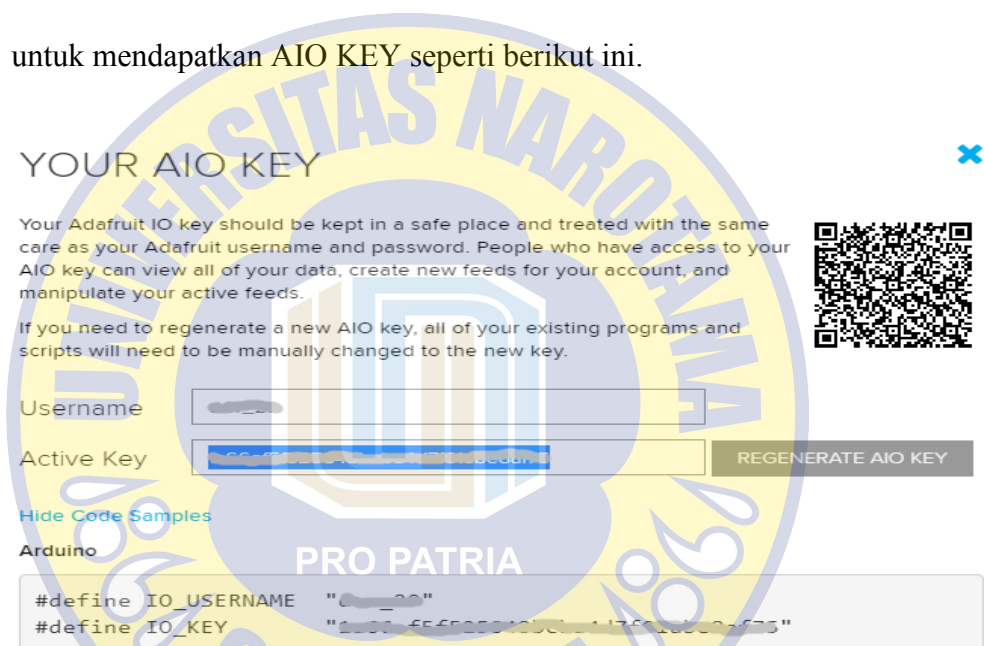 untuk mendapatkan AIO KEY seperti berikut ini.
UNIVERSITAS NAROTAMA
YOUR AIO KEY
Your Adafruit IO key should be kept in a safe place and treated with the same
care as your Adafruit username and password. People who have access to your
AIO key can view all of your data, create new feeds for your account, and
manipulate your active feeds.
If you need to regenerate a new AIO key, all of your existing programs and
scripts will need to be manually changed to the new key.
Username
Active Key
REGENERATE AIO KEY
Hide Code Samples
Arduino
PRO PATRIA
#define IO_USERNAME
#define IO_KEY